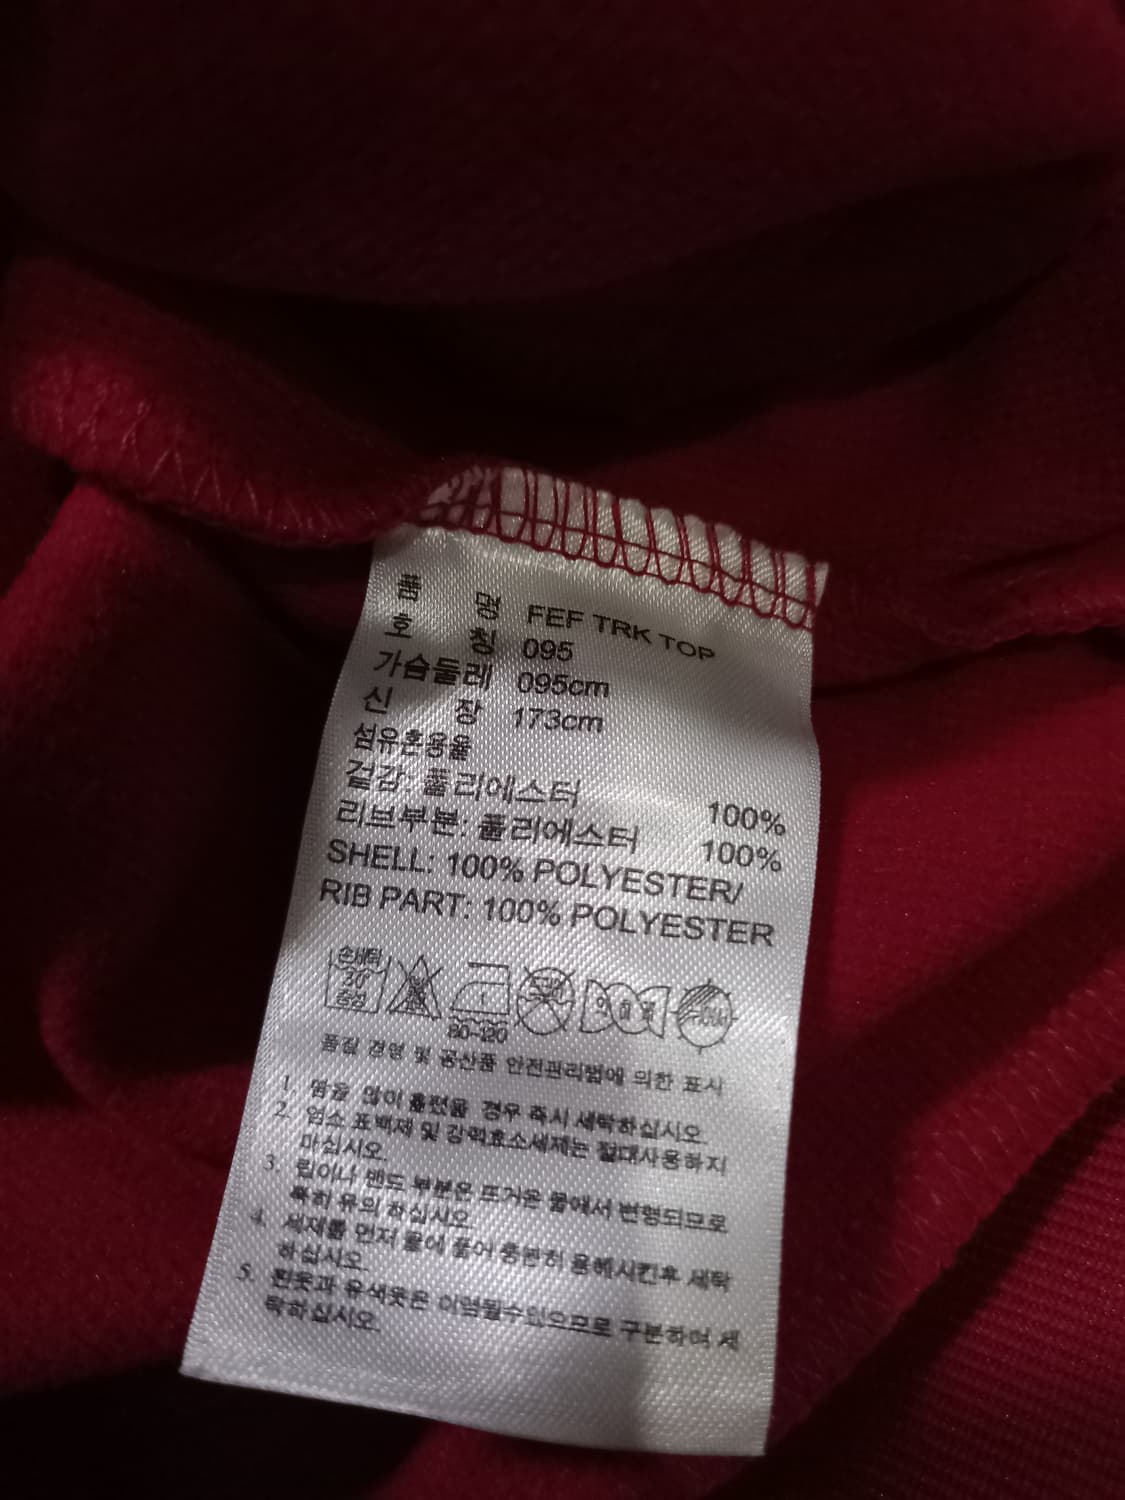 품 명 FEF TRK TOP
호 칭 095
가슴둘레 095cm
신 장 173cm
섬유혼용율
겉감: 폴리에스터 100%
리브부분: 폴리에스터 100%
SHELL: 100% POLYESTER/
RIB PART: 100% POLYESTER
손세탁
30
중성
80~120
품질 경영 및 공산품 안전관리법에 의한 표시
1. 땀을 많이 흘렸을 경우 즉시 세탁하십시오
2. 염소 표백제 및 강력효소세제는 절대사용하지
마십시오.
3. 립이나 밴드 부분은 뜨거운 물에서 변형되므로
특히 유의 하십시오
4. 세제를 먼저 물에 풀어 충분히 용해시킨후 세탁
하십시오.
5. 흰옷과 유색옷은 이염될수있으므로 구분하여 세
탁하십시오.